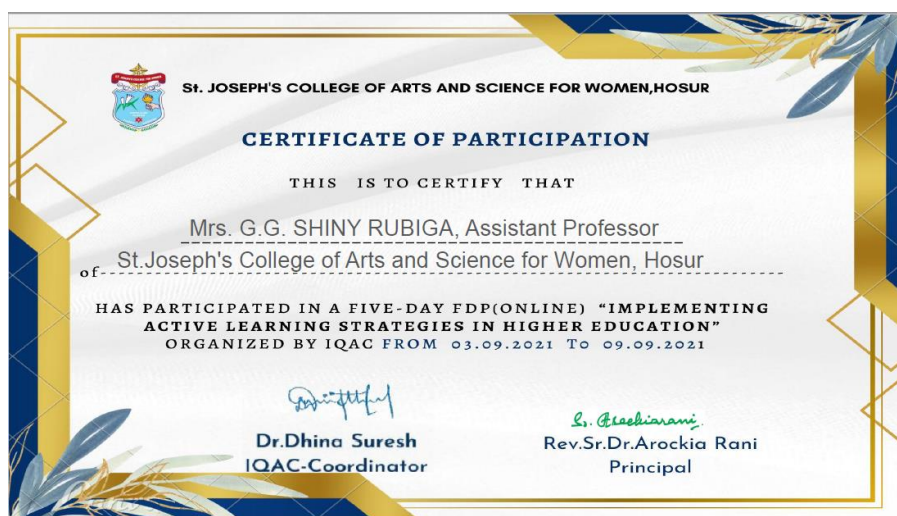 St. JOSEPH'S COLLEGE OF ARTS AND SCIENCE FOR WOMEN,HOSUR
CERTIFICATE OF PARTICIPATION
THIS IS TO CERTIFY THAT
Mrs. G.G. SHINY RUBIGA, Assistant Professor
of St.Joseph's College of Arts and Science for Women, Hosur
HAS PARTICIPATED IN A FIVE-DAY FDP(ONLINE) “IMPLEMENTING
ACTIVE LEARNING STRATEGIES IN HIGHER EDUCATION”
ORGANIZED BY IQAC FROM 03.09.2021 TO 09.09.2021
Dr.Dhina Suresh
IQAC-Coordinator
Rev.Sr.Dr.Arockia Rani
Principal